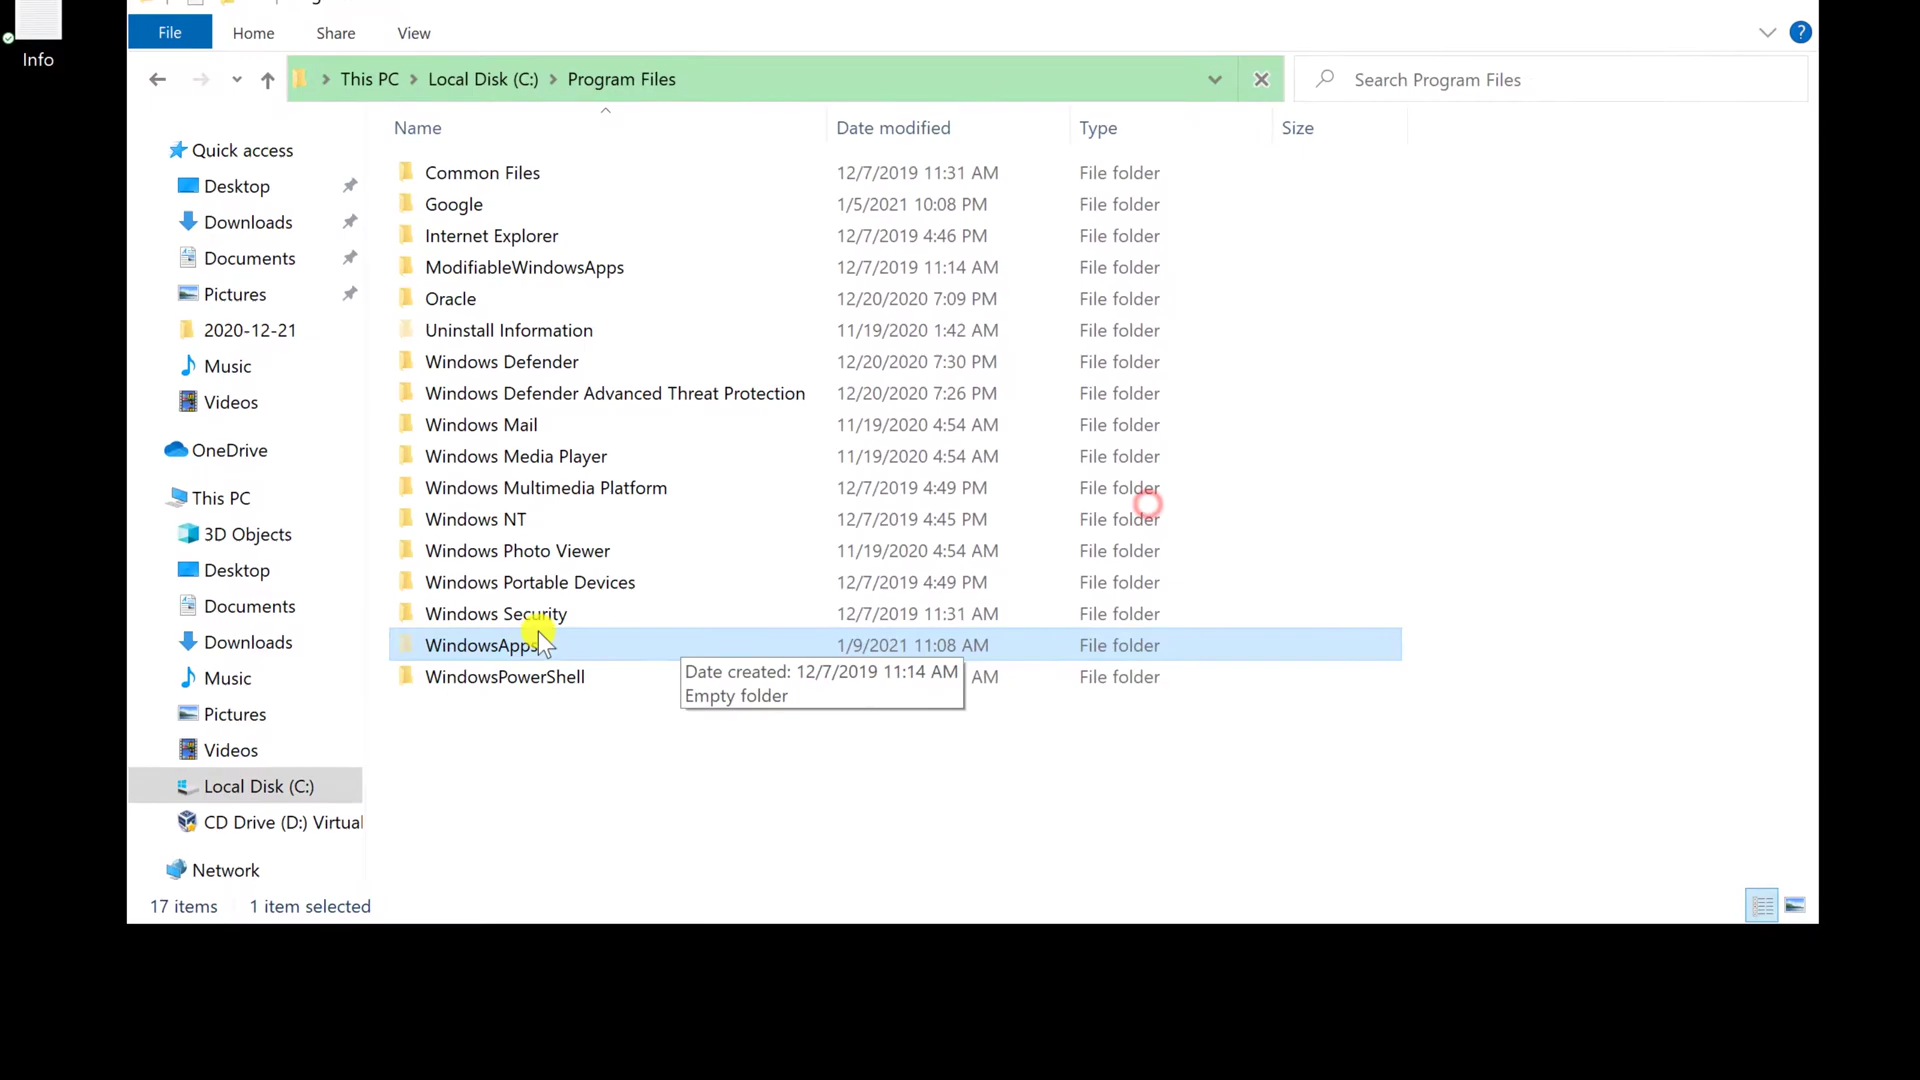 Info
File Home Share View
This PC Local Disk (C:) Program Files
Search Program Files
Name Date modified Type Size
Quick access
Desktop
Downloads
Documents
Pictures
2020-12-21
Music
Videos
OneDrive
This PC
3D Objects
Desktop
Documents
Downloads
Music
Pictures
Videos
Local Disk (C:)
CD Drive (D:) Virtual
Network
Common Files 12/7/2019 11:31 AM File folder
Google 1/5/2021 10:08 PM File folder
Internet Explorer 12/7/2019 4:46 PM File folder
ModifiableWindowsApps 12/7/2019 11:14 AM File folder
Oracle 12/20/2020 7:09 PM File folder
Uninstall Information 11/19/2020 1:42 AM File folder
Windows Defender 12/20/2020 7:30 PM File folder
Windows Defender Advanced Threat Protection 12/20/2020 7:26 PM File folder
Windows Mail 11/19/2020 4:54 AM File folder
Windows Media Player 11/19/2020 4:54 AM File folder
Windows Multimedia Platform 12/7/2019 4:49 PM File folder
Windows NT 12/7/2019 4:45 PM File folder
Windows Photo Viewer 11/19/2020 4:54 AM File folder
Windows Portable Devices 12/7/2019 4:49 PM File folder
Windows Security 12/7/2019 11:31 AM File folder
WindowsApps 1/9/2021 11:08 AM File folder
WindowsPowerShell AM File folder
Date created: 12/7/2019 11:14 AM
Empty folder
17 items 1 item selected